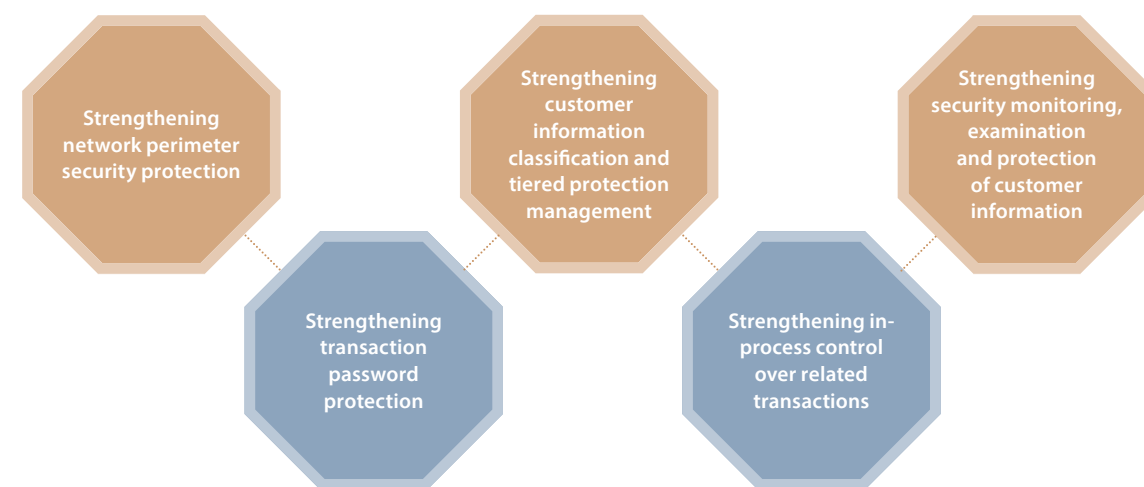 Strengthening
network perimeter
security protection
Strengthening
transaction
password
protection
Strengthening
customer
information
classification and
tiered protection
management
Strengthening in-
process control
over related
transactions
Strengthening
security monitoring,
examination
and protection
of customer
information